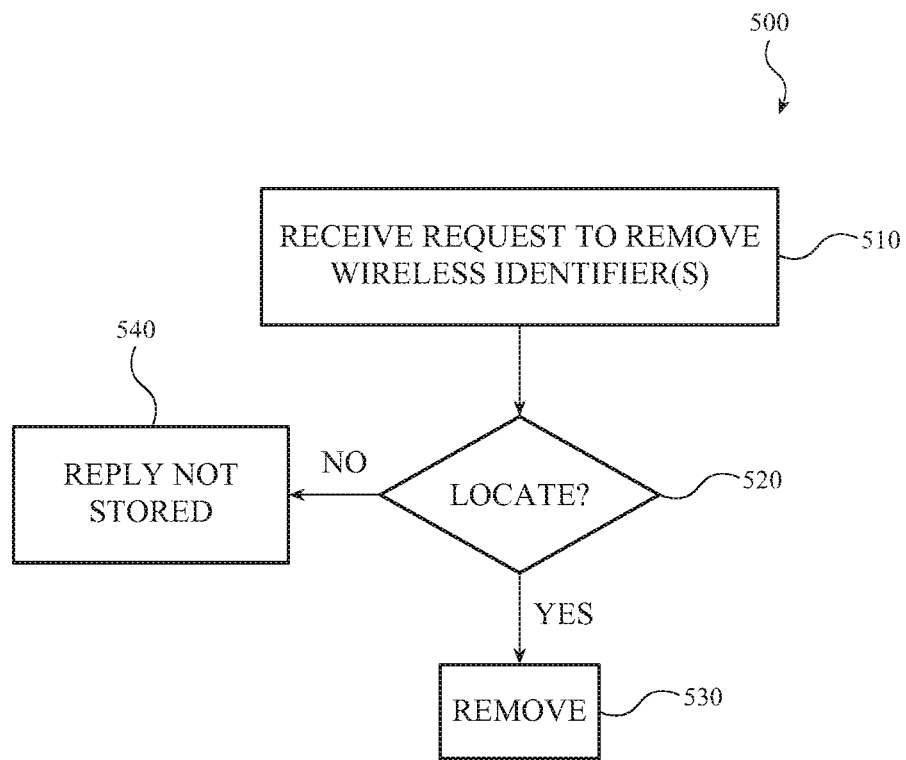 500
RECEIVE REQUEST TO REMOVE
WIRELESS IDENTIFIER(S)
510
540
REPLY NOT
STORED
NO
LOCATE?
520
YES
REMOVE
530